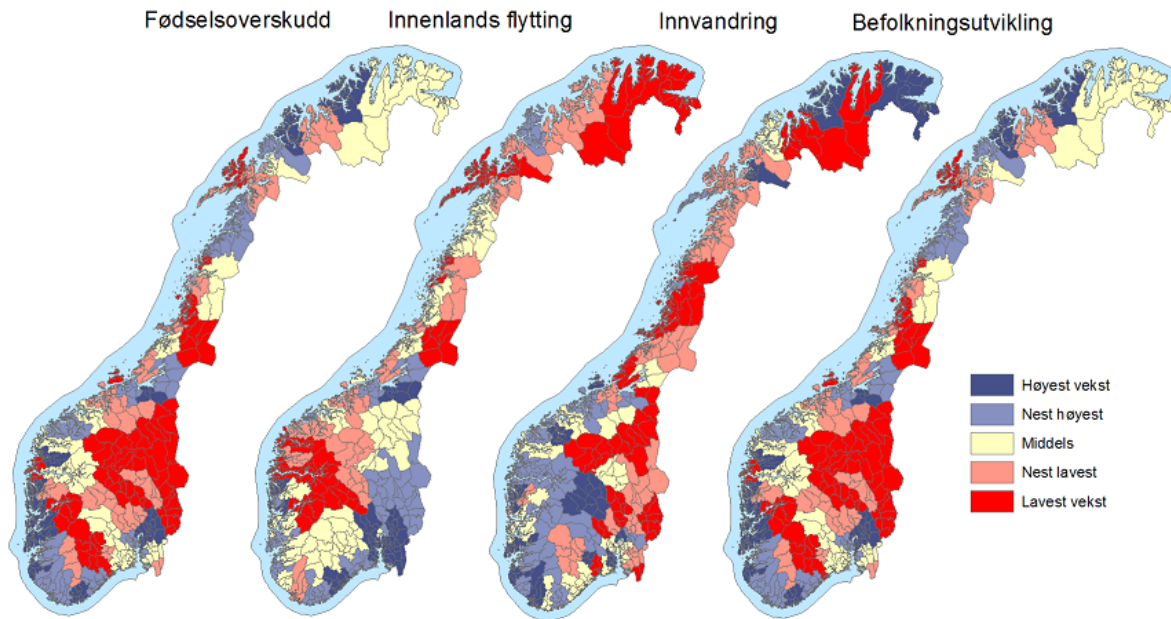 Fødselsoverskudd
Innenlands flytting
Innvandring
Befolkningsutvikling
Høyest vekst
Nest høyest
Middels
Nest lavest
Lavest vekst